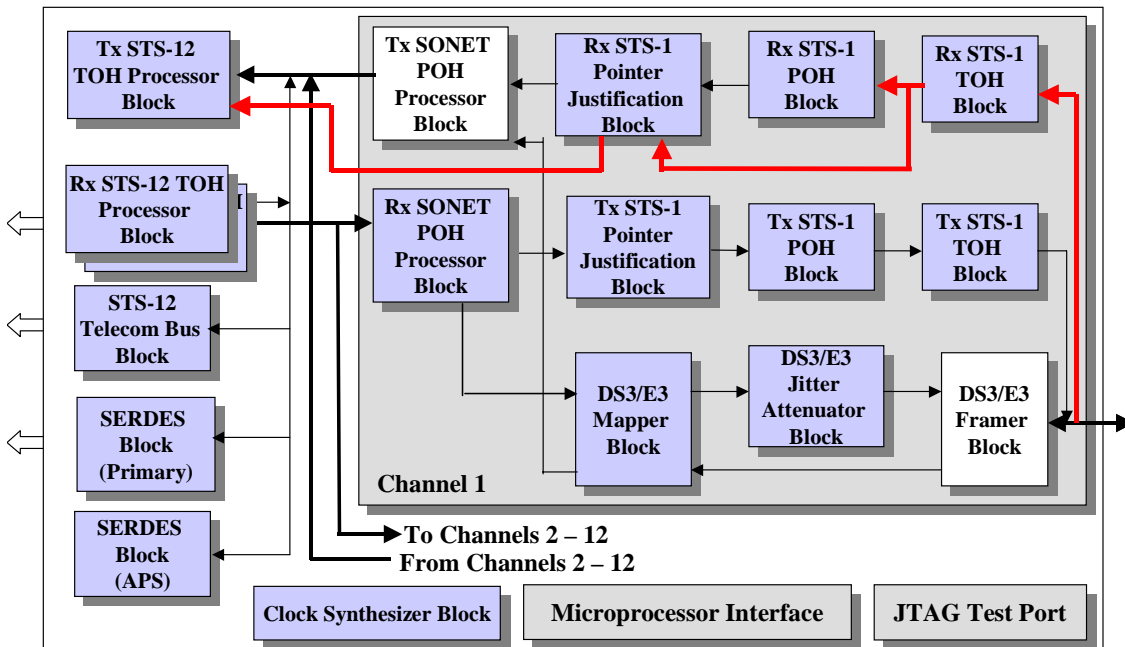 Tx STS-12
TOH Processor
Block
Tx SONET
POH
Processor
Block
Rx STS-1
Pointer
Justification
Block
Rx STS-1
POH
Block
Rx STS-1
TOH
Block
Rx STS-12 TOH
Processor
Block
Rx SONET
POH
Processor
Block
Tx STS-1
Pointer
Justification
Block
Tx STS-1
POH
Block
Tx STS-1
TOH
Block
STS-12
Telecom Bus
Block
DS3/E3
Mapper
Block
DS3/E3
Jitter
Attenuator
Block
DS3/E3
Framer
Block
SERDES
Block
(Primary)
Channel 1
SERDES
Block
(APS)
To Channels 2 – 12
From Channels 2 – 12
Clock Synthesizer Block
Microprocessor Interface
JTAG Test Port